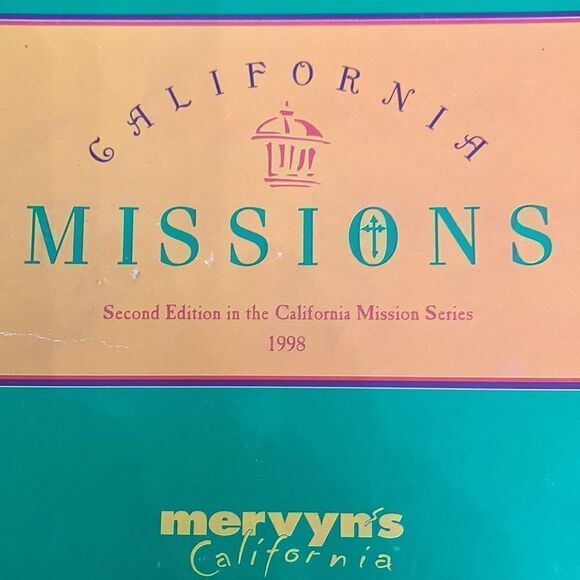 CALIFORNIA
MISSIONS
Second Edition in the California Mission Series
1998
mervyn's
California®